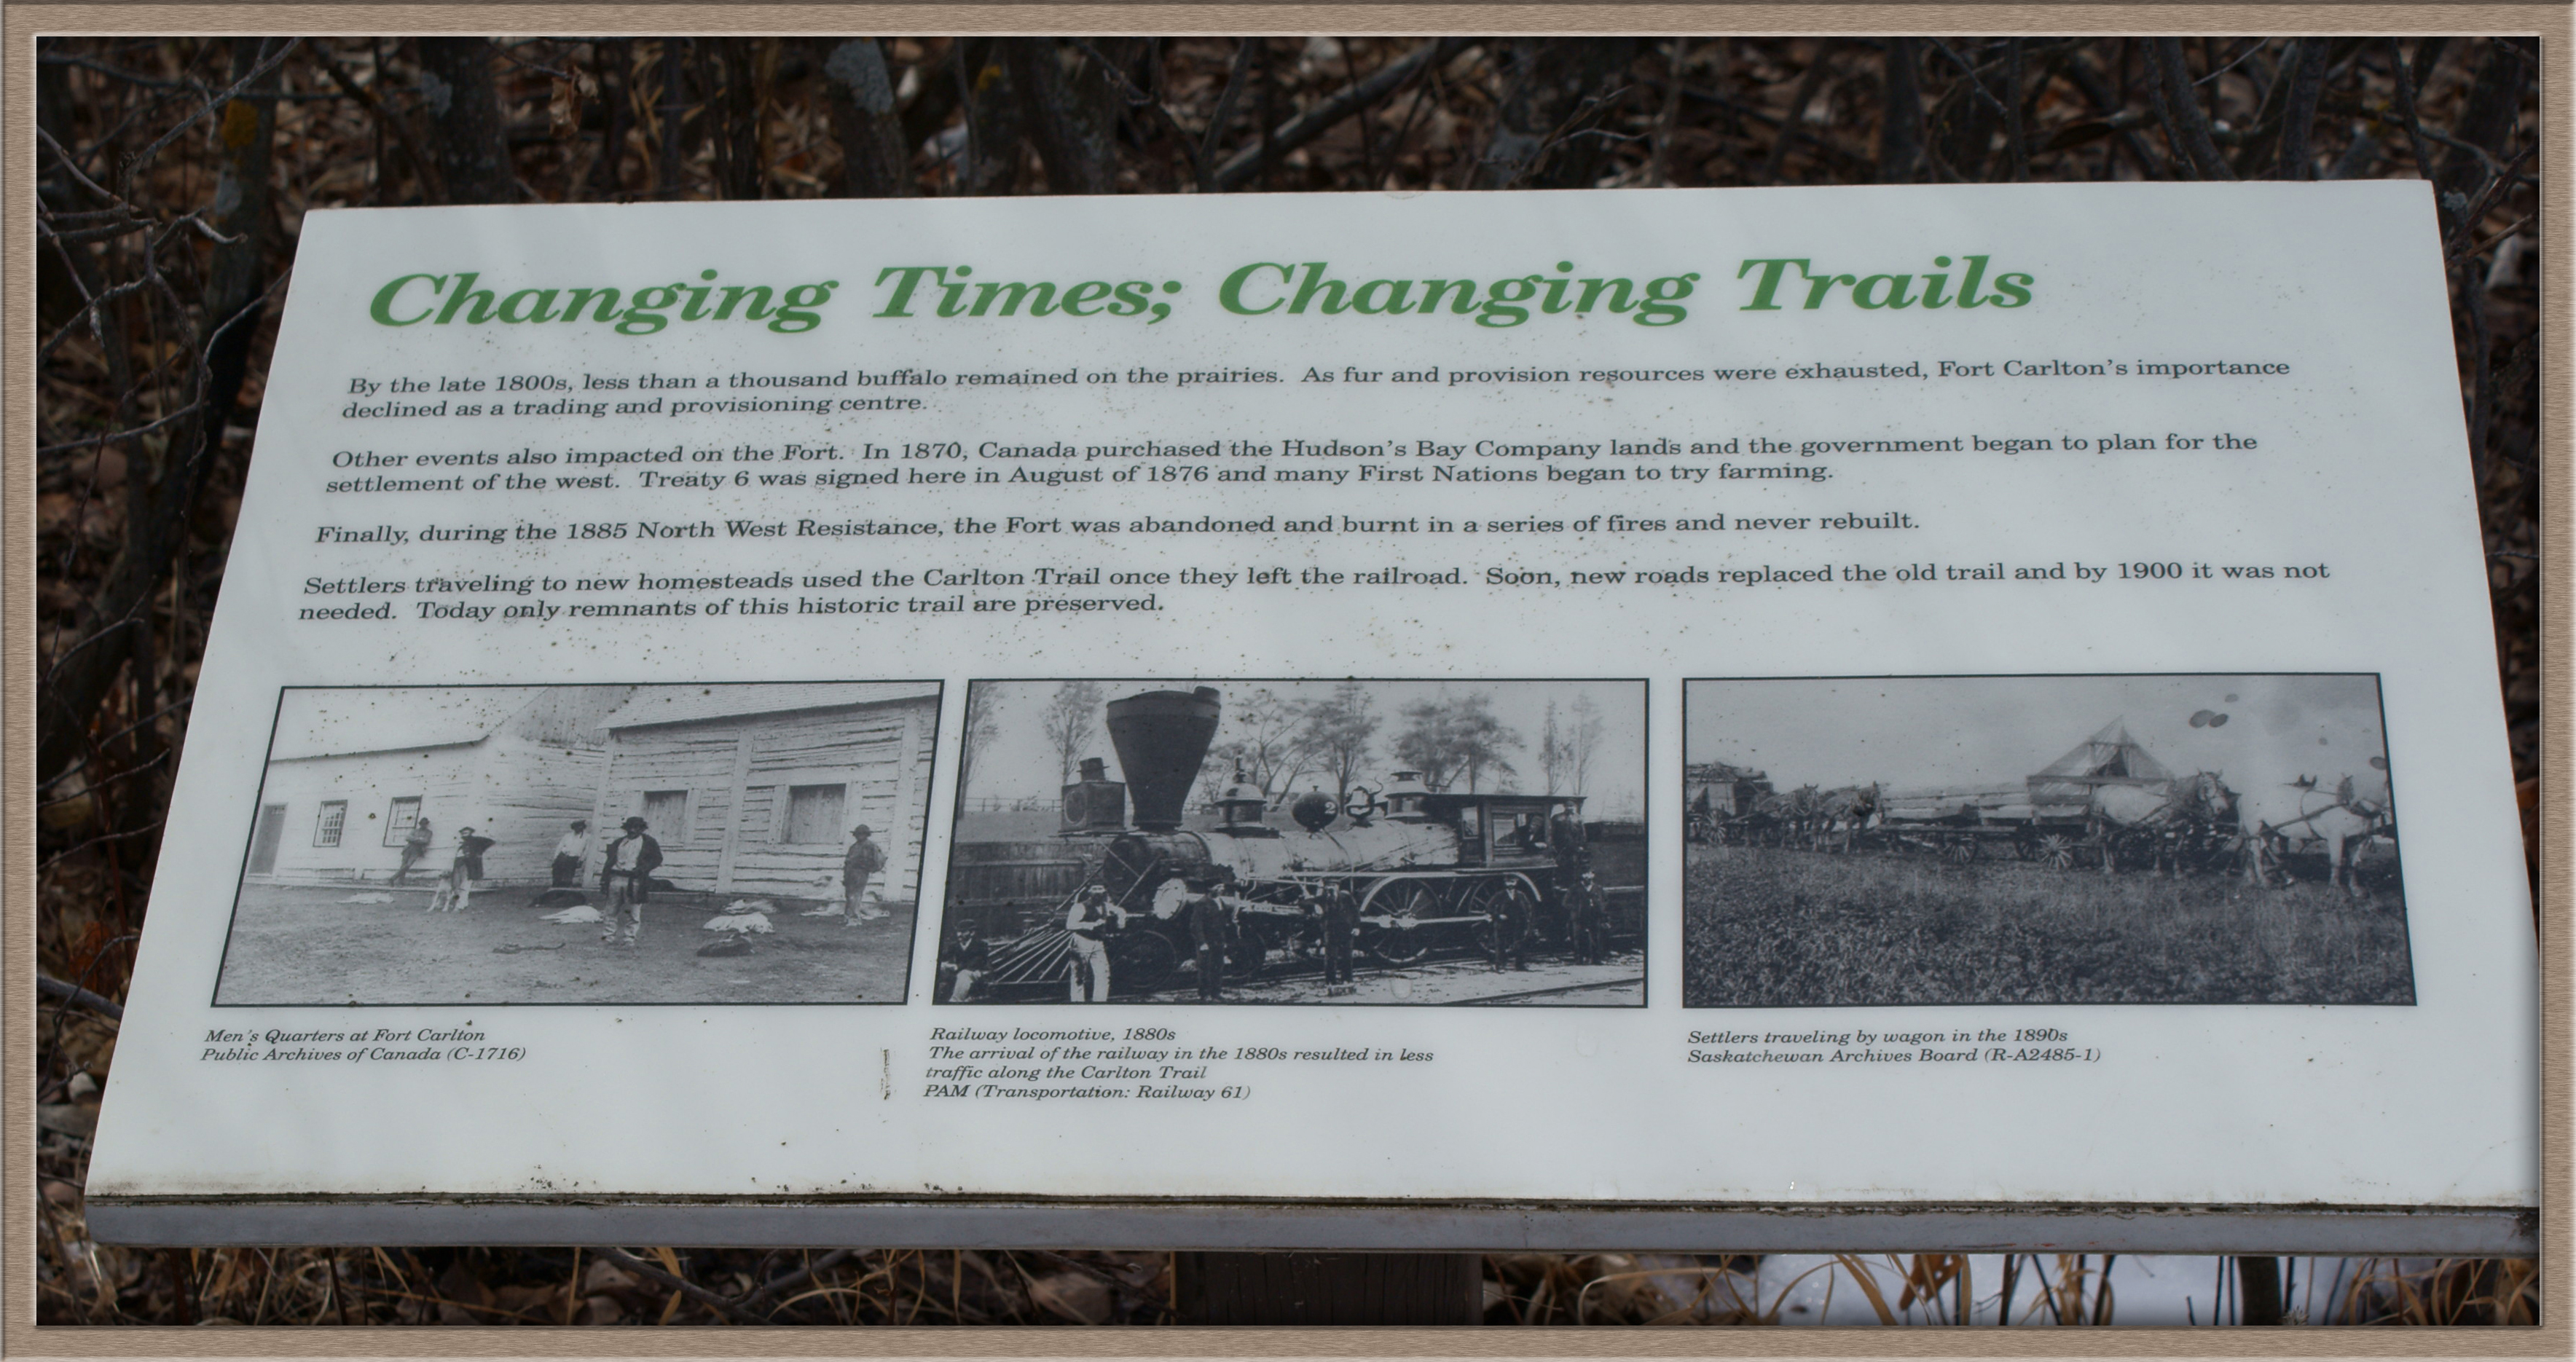 Changing Times; Changing Trails
By the late 1800s, less than a thousand buffalo remained on the prairies. As fur and provision resources were exhausted, Fort Carlton's importance
declined as a trading and provisioning centre.
Other events also impacted on the Fort. In 1870, Canada purchased the Hudson's Bay Company lands and the government began to plan for the
settlement of the west. Treaty 6 was signed here in August of 1876 and many First Nations began to try farming.
Finally, during the 1885 North West Resistance, the Fort was abandoned and burnt in a series of fires and never rebuilt.
Settlers traveling to new homesteads used the Carlton Trail once they left the railroad. Soon, new roads replaced the old trail and by 1900 it was not
needed. Today only remnants of this historic trail are preserved.
Men's Quarters at Fort Carlton
Public Archives of Canada (C-1716)
Railway locomotive, 1880s
The arrival of the railway in the 1880s resulted in less
traffic along the Carlton Trail
PAM (Transportation: Railway 61)
Settlers traveling by wagon in the 1890s
Saskatchewan Archives Board (R-A2485-1)